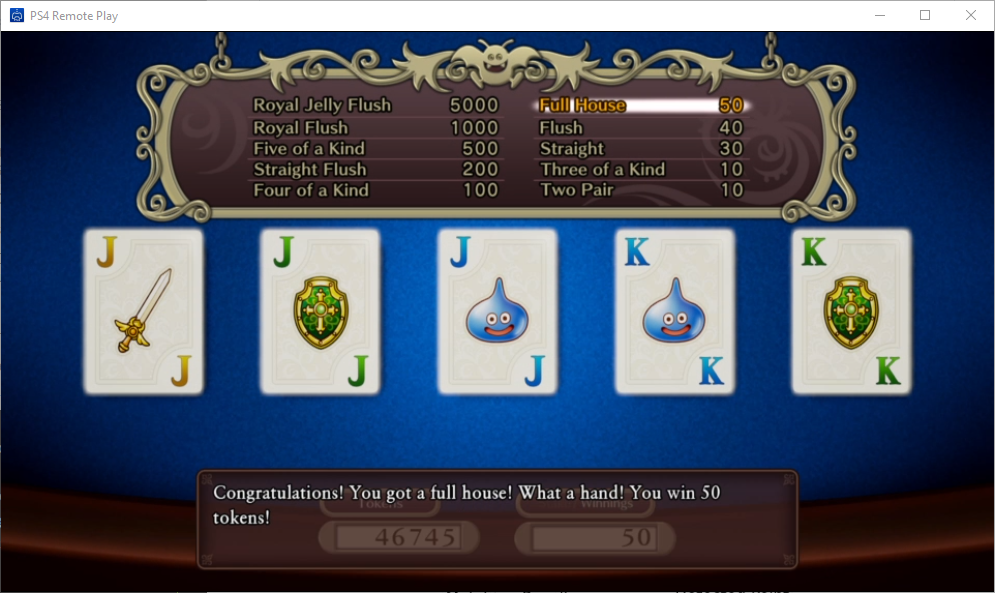 PS4 Remote Play
Royal Jelly Flush 5000
Royal Flush 1000
Five of a Kind 500
Straight Flush 200
Four of a Kind 100
Full House 50
Flush 40
Straight 30
Three of a Kind 10
Two Pair 10
J J J K K
J J J K K
Congratulations! You got a full house! What a hand! You win 50
tokens!
Tokens Winnings
46745 50